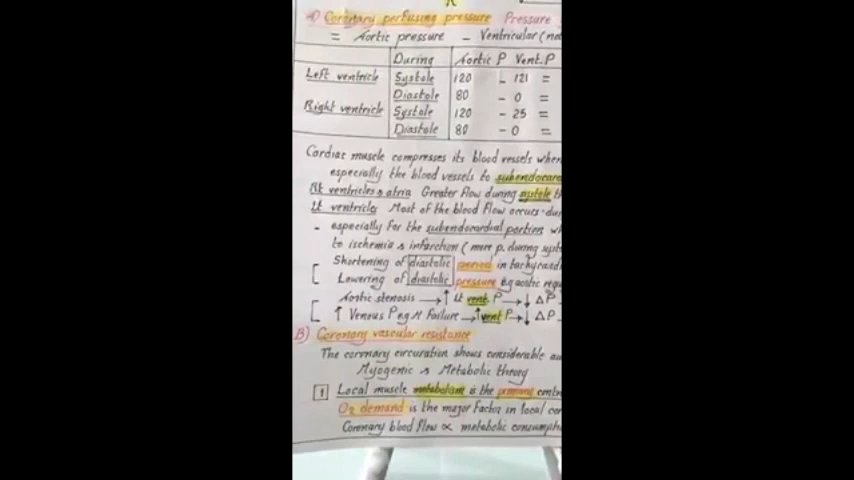 A) Coronary perfusing pressure Pressure
= Aortic pressure - Ventricular
During Aortic P Vent. P
Left ventricle Systole 120 - 121 =
Diastole 80 - 0 =
Right ventricle Systole 120 - 25 =
Diastole 80 - 0 =
Cardiac muscle compresses its blood vessels when
especially the blood vessels to subendocard
Rt ventricles & atria Greater flow during systole
Lt ventricles Most of the blood flow occurs
- especially for the subendocardial portion
to ischemia & infarction (more p. during syst
Shortening of diastolic period in tachycard
Lowering of diastolic pressure eg aortic regu
Aortic stenosis → ↑ Lt vent. P → ↓ ΔP
↑ Venous P eg H Failure → ↑ vent P → ↓ ΔP
B) Coronary vascular resistance
The coronary circuration shows considerable au
Myogenic & Metabolic theory
1 Local muscle metabolism is the primary contr
O2 demand is the major factor in local con
Coronary blood flow ∝ metabolic consumpt